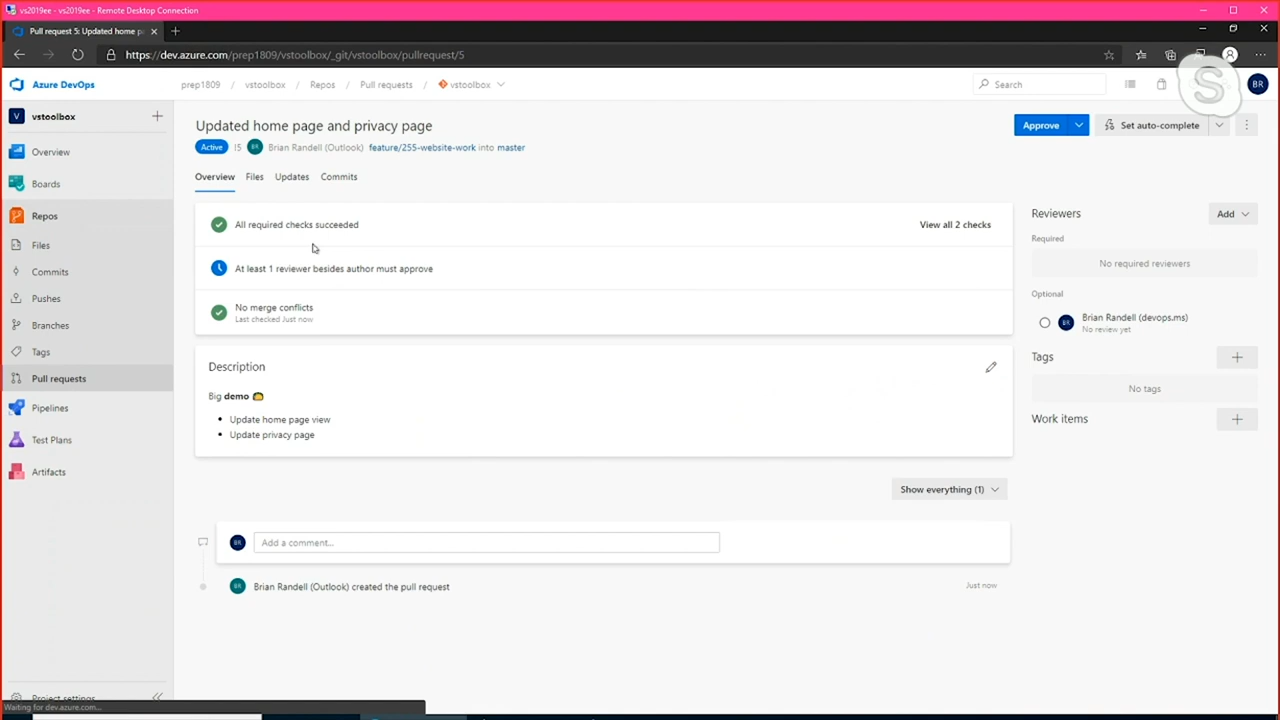 vs2019ee - vs2019ee - Remote Desktop Connection
Pull request 5: Updated home p
https://dev.azure.com/prep1809/vstoolbox/_git/vstoolbox/pullrequest/5
Azure DevOps
prep1809 / vstoolbox / Repos / Pull requests / vstoolbox
Search
BR
V vstoolbox
Overview
Boards
Repos
Files
Commits
Pushes
Branches
Tags
Pull requests
Pipelines
Test Plans
Artifacts
Project settings
Waiting for dev.azure.com...
Updated home page and privacy page
Approve
Set auto-complete
Active !5 BR Brian Randell (Outlook) feature/255-website-work into master
Overview Files Updates Commits
All required checks succeeded
View all 2 checks
At least 1 reviewer besides author must approve
No merge conflicts
Last checked Just now
Description
Big demo
Update home page view
Update privacy page
Show everything (1)
BR Add a comment...
BR Brian Randell (Outlook) created the pull request
Just now
Reviewers
Add
Required
No required reviewers
Optional
BR Brian Randell (devops.ms)
No review yet
Tags
No tags
Work items